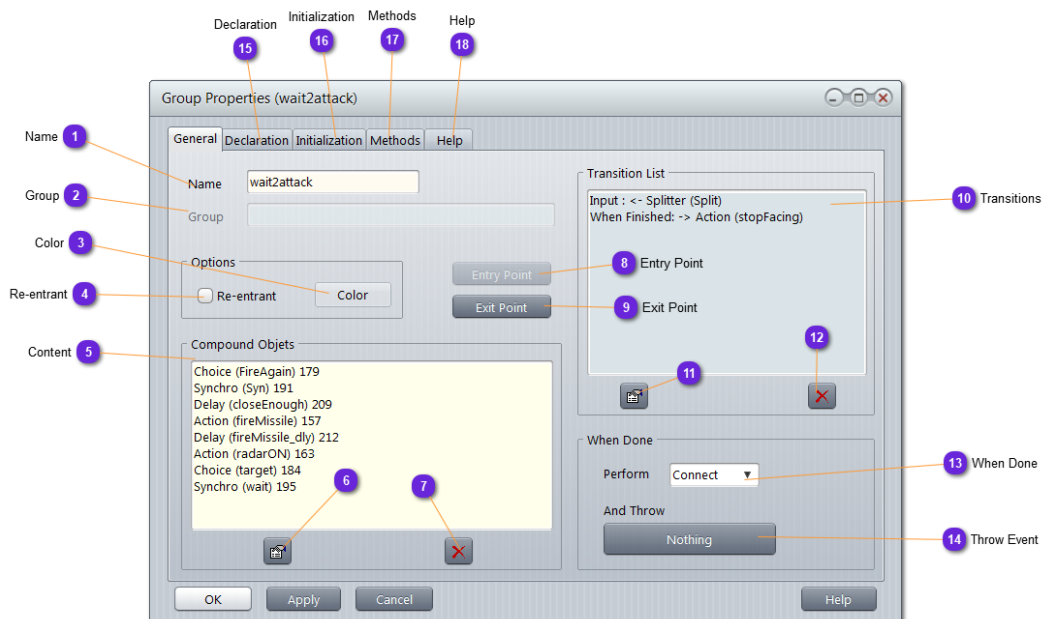 Declaration
Initialization
Methods
Help
15
16
17
18
Group Properties (wait2attack)
General
Declaration
Initialization
Methods
Help
Name 1
Name
wait2attack
Group 2
Group
Color 3
Options
Re-entrant 4
Re-entrant
Color
Entry Point
8 Entry Point
Exit Point
9 Exit Point
Content 5
Compound Objets
Choice (FireAgain) 179
Synchro (Syn) 191
Delay (closeEnough) 209
Action (fireMissile) 157
Delay (fireMissile_dly) 212
Action (radarON) 163
Choice (target) 184
Synchro (wait) 195
6
7
Transition List
Input : <- Splitter (Split)
When Finished: -> Action (stopFacing)
10 Transitions
11
12
When Done
Perform
Connect
13 When Done
And Throw
Nothing
14 Throw Event
OK
Apply
Cancel
Help